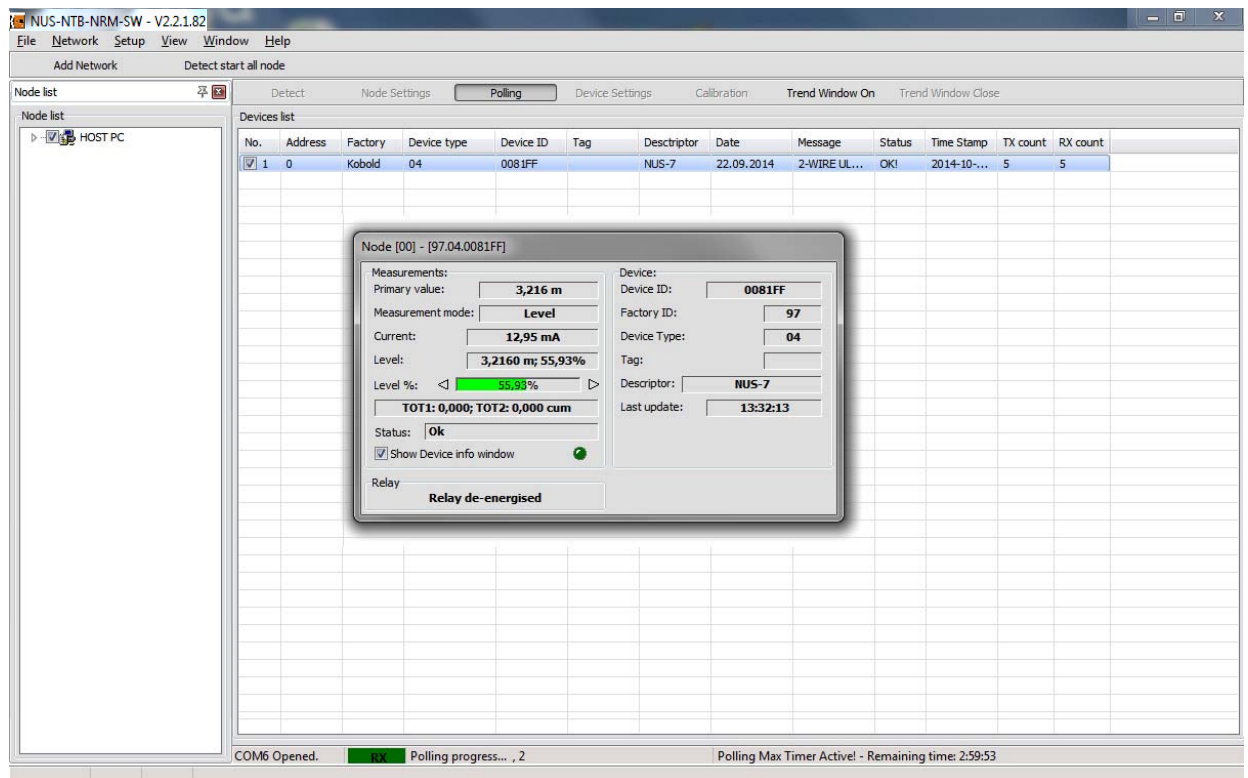 NUS-NTB-NRM-SW - V2.2.1.82
File Network Setup View Window Help
Add Network Detect start all node
Node list
Detect Node Settings Polling Device Settings Calibration Trend Window On Trend Window Close
Node list
HOST PC
Devices list
No. Address Factory Device type Device ID Tag Desctriptor Date Message Status Time Stamp TX count RX count
1 0 Kobold 04 0081FF NUS-7 22.09.2014 2-WIRE UL... OK! 2014-10-... 5 5
Node [00] - [97.04.0081FF]
Measurements:
Primary value: 3,216 m
Measurement mode: Level
Current: 12,95 mA
Level: 3,2160 m; 55,93%
Level %: 55,93%
TOT1: 0,000; TOT2: 0,000 cum
Status: Ok
Show Device info window
Relay
Relay de-energised
Device:
Device ID: 0081FF
Factory ID: 97
Device Type: 04
Tag:
Descriptor: NUS-7
Last update: 13:32:13
COM6 Opened. RX Polling progress... , 2 Polling Max Timer Active! - Remaining time: 2:59:53